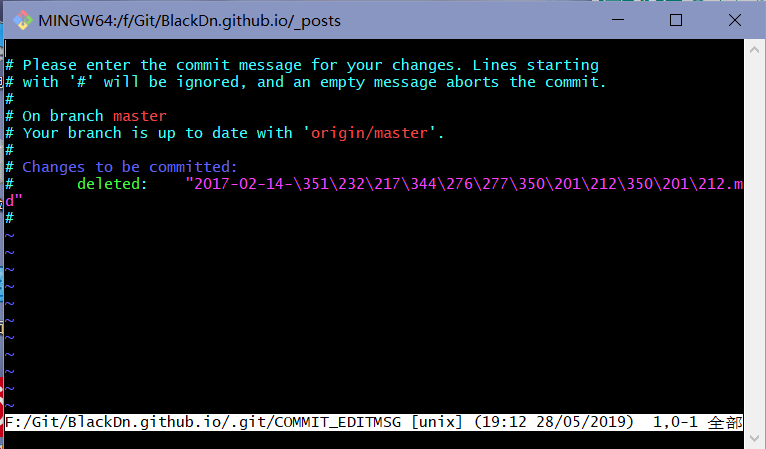 MINGW64:/f/Git/BlackDn.github.io/_posts
# Please enter the commit message for your changes. Lines starting
# with '#' will be ignored, and an empty message aborts the commit.
#
# On branch master
# Your branch is up to date with 'origin/master'.
#
# Changes to be committed:
#       deleted:    "2017-02-14-\351\232\217\344\276\277\350\201\212\350\201\212.m
d"
#
~
~
~
~
~
~
~
~
~
~
~
F:/Git/BlackDn.github.io/.git/COMMIT_EDITMSG [unix] (19:12 28/05/2019)  1,0-1 全部